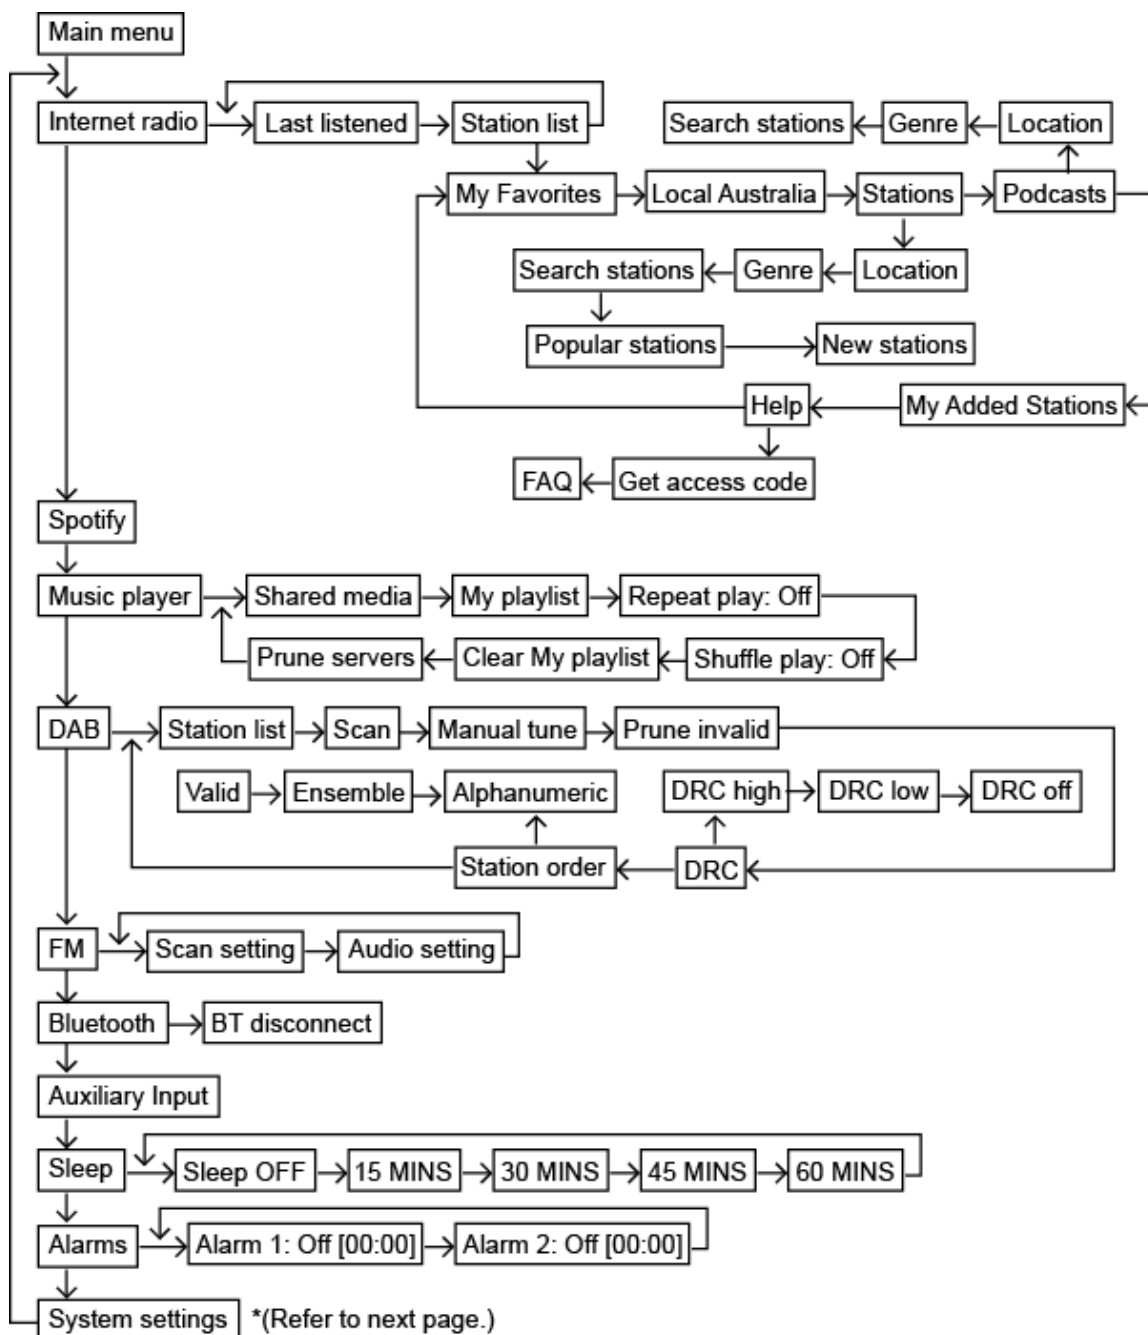 Main menu
Internet radio Last listened Station list Search stations Genre Location
My Favorites Local Australia Stations Podcasts
Search stations Genre Location
Popular stations New stations
Help My Added Stations
FAQ Get access code
Spotify
Music player Shared media My playlist Repeat play: Off
Prune servers Clear My playlist Shuffle play: Off
DAB Station list Scan Manual tune Prune invalid
Valid Ensemble Alphanumeric DRC high DRC low DRC off
Station order DRC
FM Scan setting Audio setting
Bluetooth BT disconnect
Auxiliary Input
Sleep Sleep OFF 15 MINS 30 MINS 45 MINS 60 MINS
Alarms Alarm 1: Off [00:00] Alarm 2: Off [00:00]
System settings *(Refer to next page.)